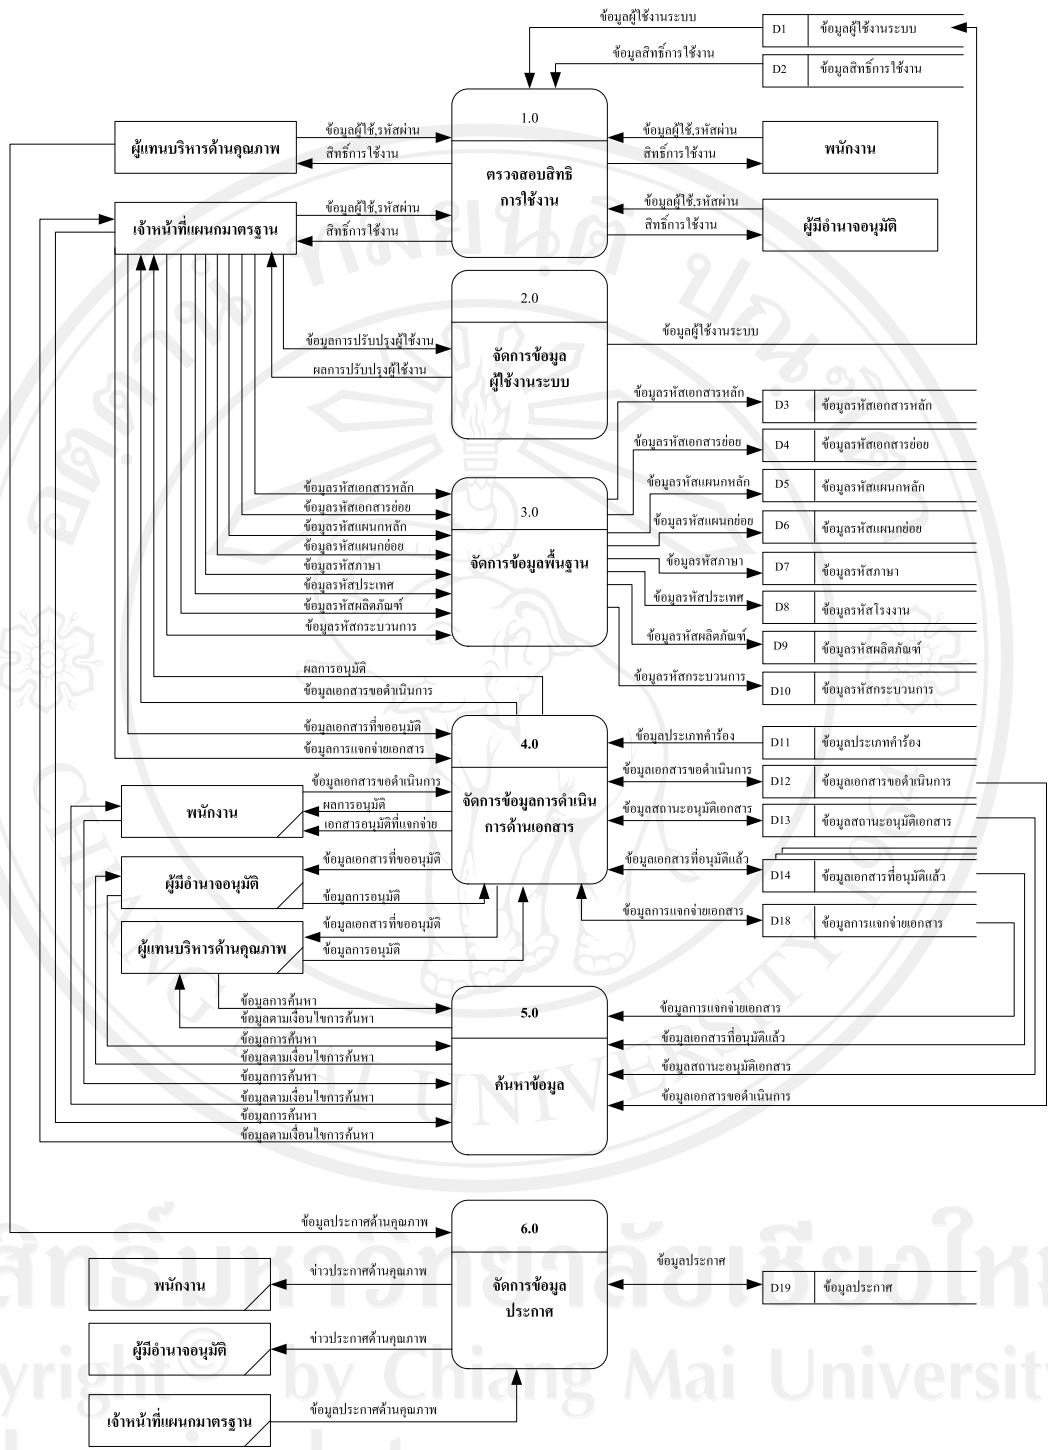 ข้อมูลผู้ใช้งานระบบ
D1 ข้อมูลผู้ใช้งานระบบ
ข้อมูลสิทธิ์การใช้งาน
D2 ข้อมูลสิทธิ์การใช้งาน
1.0
ตรวจสอบสิทธิ
การใช้งาน
ผู้แทนบริหารด้านคุณภาพ
ข้อมูลผู้ใช้,รหัสผ่าน
สิทธิ์การใช้งาน
ข้อมูลผู้ใช้,รหัสผ่าน
สิทธิ์การใช้งาน
พนักงาน
เจ้าหน้าที่แผนกมาตรฐาน
ข้อมูลผู้ใช้,รหัสผ่าน
สิทธิ์การใช้งาน
ข้อมูลผู้ใช้,รหัสผ่าน
สิทธิ์การใช้งาน
ผู้มีอำนาจอนุมัติ
2.0
จัดการข้อมูล
ผู้ใช้งานระบบ
ข้อมูลการปรับปรุงผู้ใช้งาน
ผลการปรับปรุงผู้ใช้งาน
ข้อมูลผู้ใช้งานระบบ
ข้อมูลรหัสเอกสารหลัก
D3 ข้อมูลรหัสเอกสารหลัก
ข้อมูลรหัสเอกสารย่อย
D4 ข้อมูลรหัสเอกสารย่อย
ข้อมูลรหัสแผนกหลัก
D5 ข้อมูลรหัสแผนกหลัก
ข้อมูลรหัสแผนกย่อย
D6 ข้อมูลรหัสแผนกย่อย
ข้อมูลรหัสภาษา
D7 ข้อมูลรหัสภาษา
ข้อมูลรหัสประเทศ
D8 ข้อมูลรหัสโรงงาน
ข้อมูลรหัสผลิตภัณฑ์
D9 ข้อมูลรหัสผลิตภัณฑ์
ข้อมูลรหัสกระบวนการ
D10 ข้อมูลรหัสกระบวนการ
3.0
จัดการข้อมูลพื้นฐาน
ข้อมูลรหัสเอกสารหลัก
ข้อมูลรหัสเอกสารย่อย
ข้อมูลรหัสแผนกหลัก
ข้อมูลรหัสแผนกย่อย
ข้อมูลรหัสภาษา
ข้อมูลรหัสประเทศ
ข้อมูลรหัสผลิตภัณฑ์
ข้อมูลรหัสกระบวนการ
ผลการอนุมัติ
ข้อมูลเอกสารขอดำเนินการ
ข้อมูลเอกสารที่ขออนุมัติ
ข้อมูลการแจกจ่ายเอกสาร
4.0
จัดการข้อมูลการดำเนิน
การด้านเอกสาร
ข้อมูลประเภทคำร้อง
D11 ข้อมูลประเภทคำร้อง
ข้อมูลเอกสารขอดำเนินการ
D12 ข้อมูลเอกสารขอดำเนินการ
ข้อมูลสถานะอนุมัติเอกสาร
D13 ข้อมูลสถานะอนุมัติเอกสาร
ข้อมูลเอกสารที่อนุมัติแล้ว
D14 ข้อมูลเอกสารที่อนุมัติแล้ว
ข้อมูลการแจกจ่ายเอกสาร
D18 ข้อมูลการแจกจ่ายเอกสาร
พนักงาน
ข้อมูลเอกสารขอดำเนินการ
ผลการอนุมัติ
เอกสารอนุมัติที่แจกจ่าย
ผู้มีอำนาจอนุมัติ
ข้อมูลเอกสารที่ขออนุมัติ
ข้อมูลการอนุมัติ
ผู้แทนบริหารด้านคุณภาพ
ข้อมูลเอกสารที่ขออนุมัติ
ข้อมูลการอนุมัติ
5.0
ค้นหาข้อมูล
ข้อมูลการค้นหา
ข้อมูลตามเงื่อนไขการค้นหา
ข้อมูลการค้นหา
ข้อมูลตามเงื่อนไขการค้นหา
ข้อมูลการค้นหา
ข้อมูลตามเงื่อนไขการค้นหา
ข้อมูลการค้นหา
ข้อมูลตามเงื่อนไขการค้นหา
ข้อมูลการแจกจ่ายเอกสาร
ข้อมูลเอกสารที่อนุมัติแล้ว
ข้อมูลสถานะอนุมัติเอกสาร
ข้อมูลเอกสารขอดำเนินการ
6.0
จัดการข้อมูล
ประกาศ
ข้อมูลประกาศด้านคุณภาพ
พนักงาน
ข่าวประกาศด้านคุณภาพ
ข้อมูลประกาศ
D19 ข้อมูลประกาศ
ผู้มีอำนาจอนุมัติ
ข่าวประกาศด้านคุณภาพ
เจ้าหน้าที่แผนกมาตรฐาน
ข้อมูลประกาศด้านคุณภาพ
by Chiang Mai University